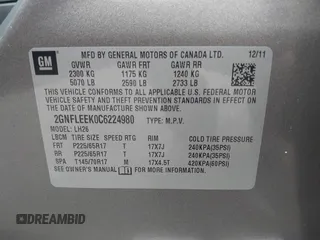 GM
MFD BY GENERAL MOTORS OF CANADA LTD. 12/11
GVWR GAWR FRT GAWR RR
2300 KG 1175 KG 1240 KG
5070 LB 2590 LB 2733 LB
THIS VEHICLE CONFORMS TO ALL APPLICABLE U.S. FEDERAL
MOTOR VEHICLE SAFETY, BUMPER, AND THEFT PREVENTION
STANDARDS IN EFFECT ON THE DATE OF MANUFACTURE
SHOWN ABOVE.
2GNFLEEK0C6224980 TYPE: M.P.V.
MODEL: LH26
LBCM TIRE SIZE SPEED RTG RIM COLD TIRE PRESSURE
FRT P225/65R17 T 17X7J 240KPA(35PSI)
RR P225/65R17 T 17X7J 240KPA(35PSI)
SPA T145/70R17 M 17X4.5T 420KPA(60PSI)
SEE OWNER'S MANUAL FOR MORE INFORMATION.
DREAMBID